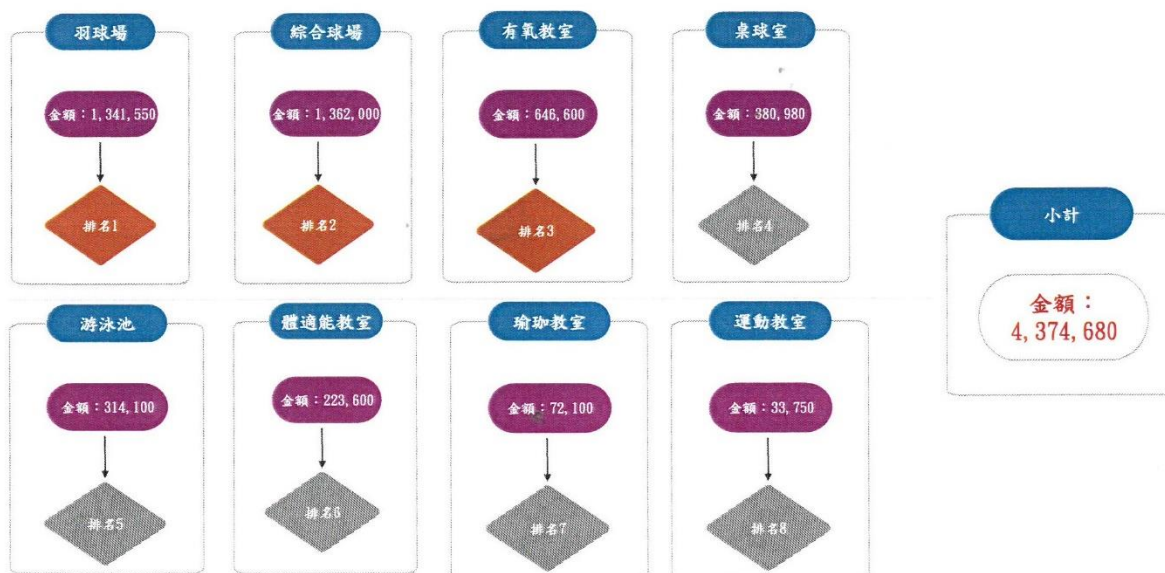 羽球場
綜合球場
有氧教室
桌球室
金額：1,341,550
金額：1,362,000
金額：646,600
金額：380,980
排名1
排名2
排名3
排名4
小計
金額：
4,374,680
游泳池
體適能教室
瑜珈教室
運動教室
金額：314,100
金額：223,600
金額：72,100
金額：33,750
排名5
排名6
排名7
排名8